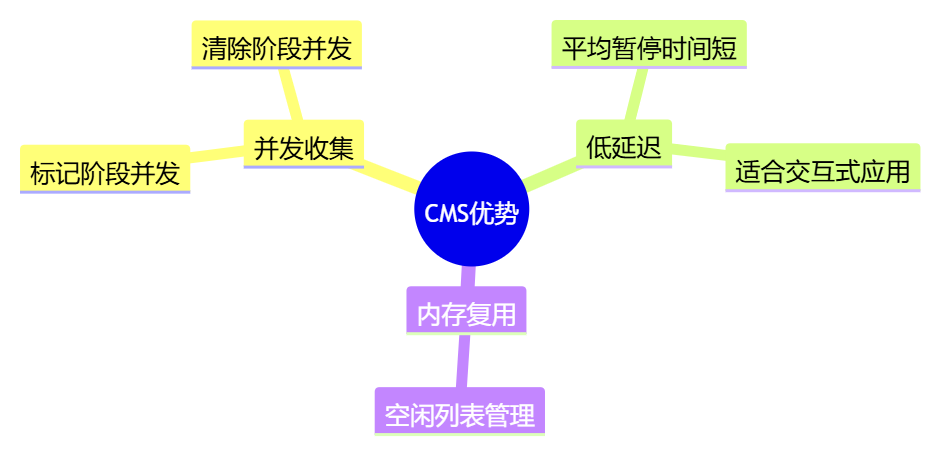 清除阶段并发
平均暂停时间短
并发收集
低延迟
标记阶段并发
适合交互式应用
CMS优势
内存复用
空闲列表管理